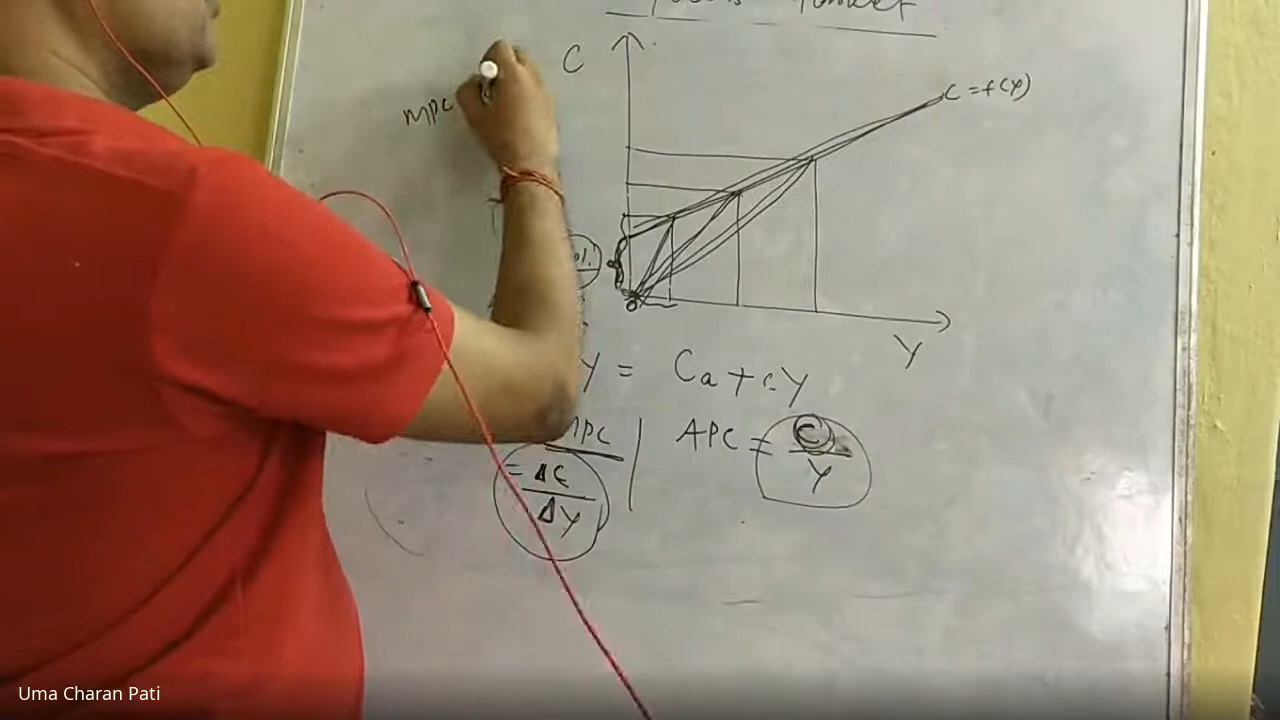 C
C = f(Y)
MPC
O
Y
Y = Ca + cY
MPC | APC = C/Y
= ΔC/ΔY
Uma Charan Pati